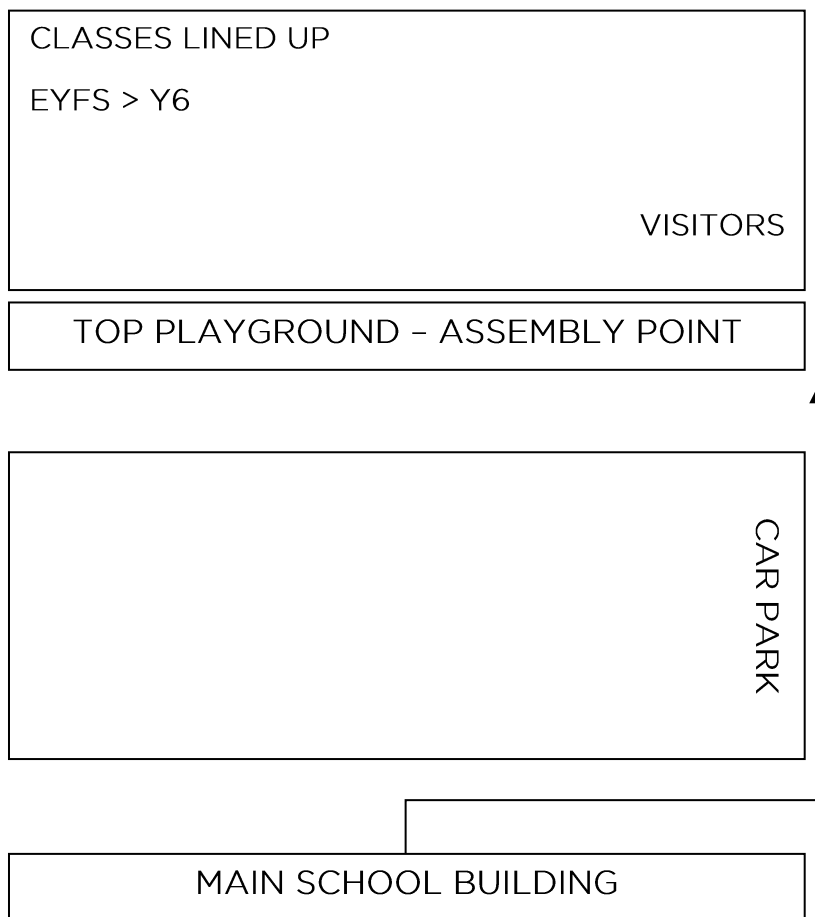 CLASSES LINED UP
EYFS > Y6
VISITORS
TOP PLAYGROUND – ASSEMBLY POINT
CAR PARK
MAIN SCHOOL BUILDING